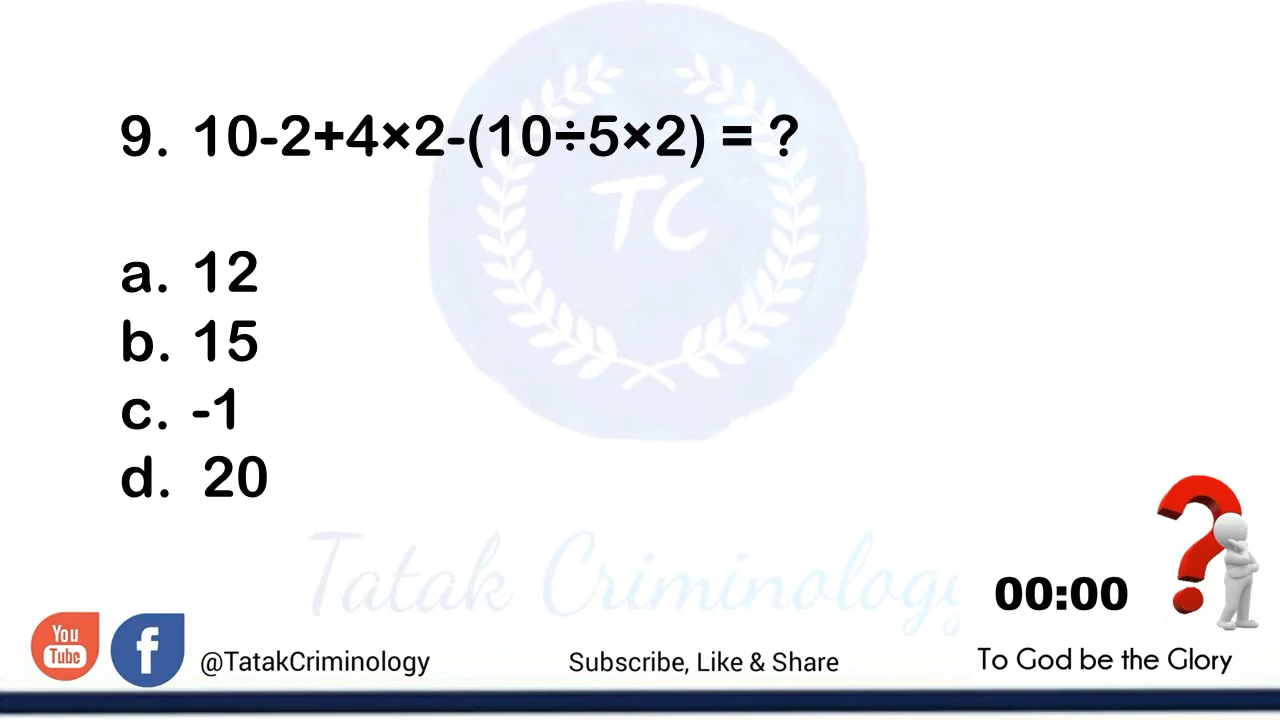 9. 10-2+4×2-(10÷5×2) = ?
TC
a. 12
b. 15
c. -1
d. 20
Tatak Criminology
00:00
You
Tube
f
@TatakCriminology
Subscribe, Like & Share
To God be the Glory